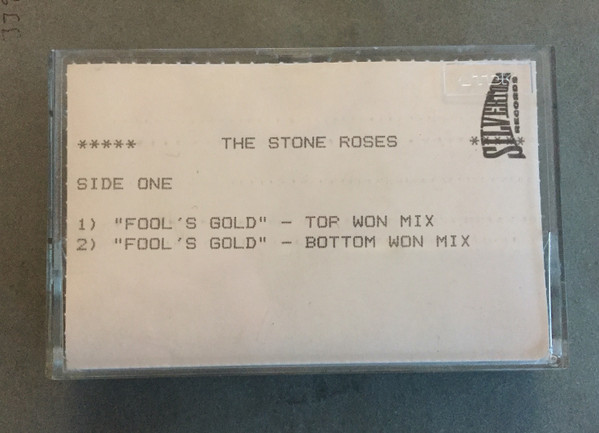 ***** THE STONE ROSES * *
SILVERTONE
RECORDS
SIDE ONE
1) "FOOL'S GOLD" - TOP WON MIX
2) "FOOL'S GOLD" - BOTTOM WON MIX